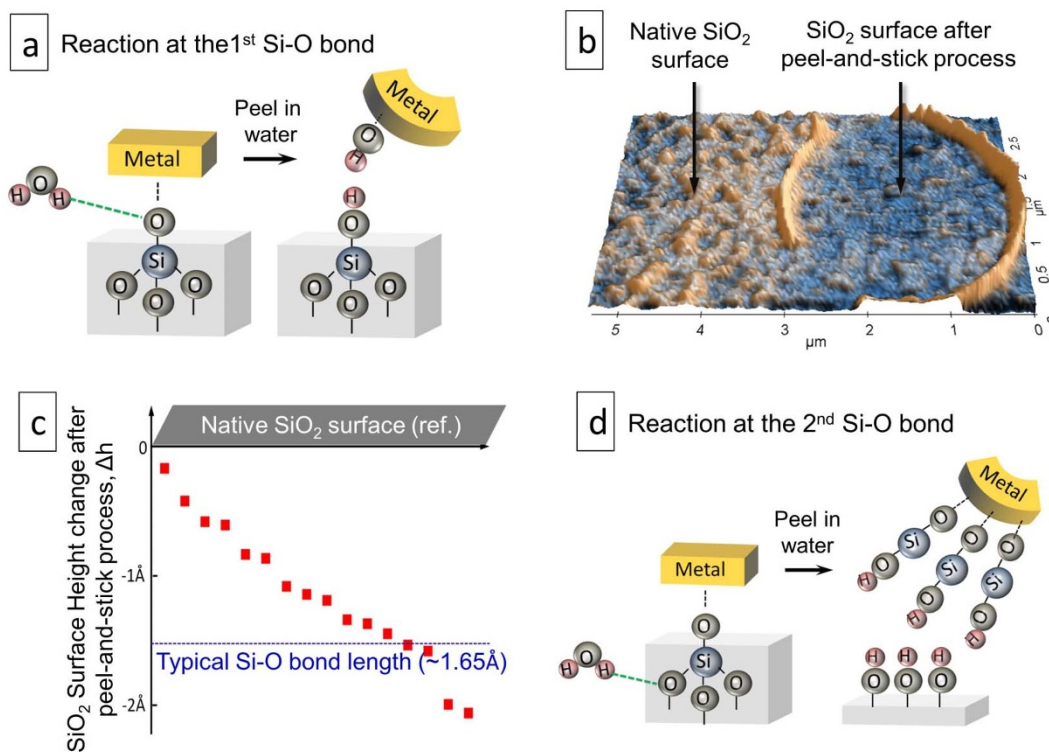 a
Reaction at the1st Si-O bond
Peel in
water
Metal
Metal
O
H
H
O
H
O
H
O
Si
Si
O
O
O
O
O
O
b
Native SiO2
surface
SiO2 surface after
peel-and-stick process
2.5
2
μm
1.5
0.5
0
5
4
3
2
1
0
μm
c
Native SiO2 surface (ref.)
SiO2 Surface Height change after
peel-and-stick process, Δh
0
-1Å
Typical Si-O bond length (~1.65Å)
-2Å
d
Reaction at the 2nd Si-O bond
Metal
Peel in
water
Metal
O
O
O
Si
Si
Si
O
H
O
H
O
H
O
Si
O
H
H
O
O
O
H
H
H
O
O
O